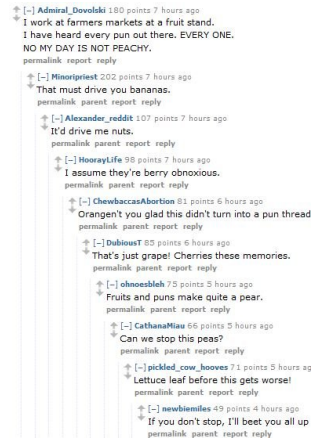 [–] Admiral_Dovolski 180 points 7 hours ago
I work at farmers markets at a fruit stand.
I have heard every pun out there. EVERY ONE.
NO MY DAY IS NOT PEACHY.
permalink report reply
[–] Minoripriest 202 points 7 hours ago
That must drive you bananas.
permalink parent report reply
[–] Alexander_reddit 107 points 7 hours ago
It'd drive me nuts.
permalink parent report reply
[–] HoorayLife 98 points 7 hours ago
I assume they're berry obnoxious.
permalink parent report reply
[–] ChewbaccasAbortion 81 points 6 hours ago
Orangen't you glad this didn't turn into a pun thread
permalink parent report reply
[–] DubiousT 85 points 6 hours ago
That's just grape! Cherries these memories.
permalink parent report reply
[–] ohnoesbleh 75 points 5 hours ago
Fruits and puns make quite a pear.
permalink parent report reply
[–] CathanaMiau 66 points 5 hours ago
Can we stop this peas?
permalink parent report reply
[–] pickled_cow_hooves 71 points 5 hours ag
Lettuce leaf before this gets worse!
permalink parent report reply
[–] newbiemiles 49 points 4 hours ago
If you don't stop, I'll beet you all up
permalink parent report reply